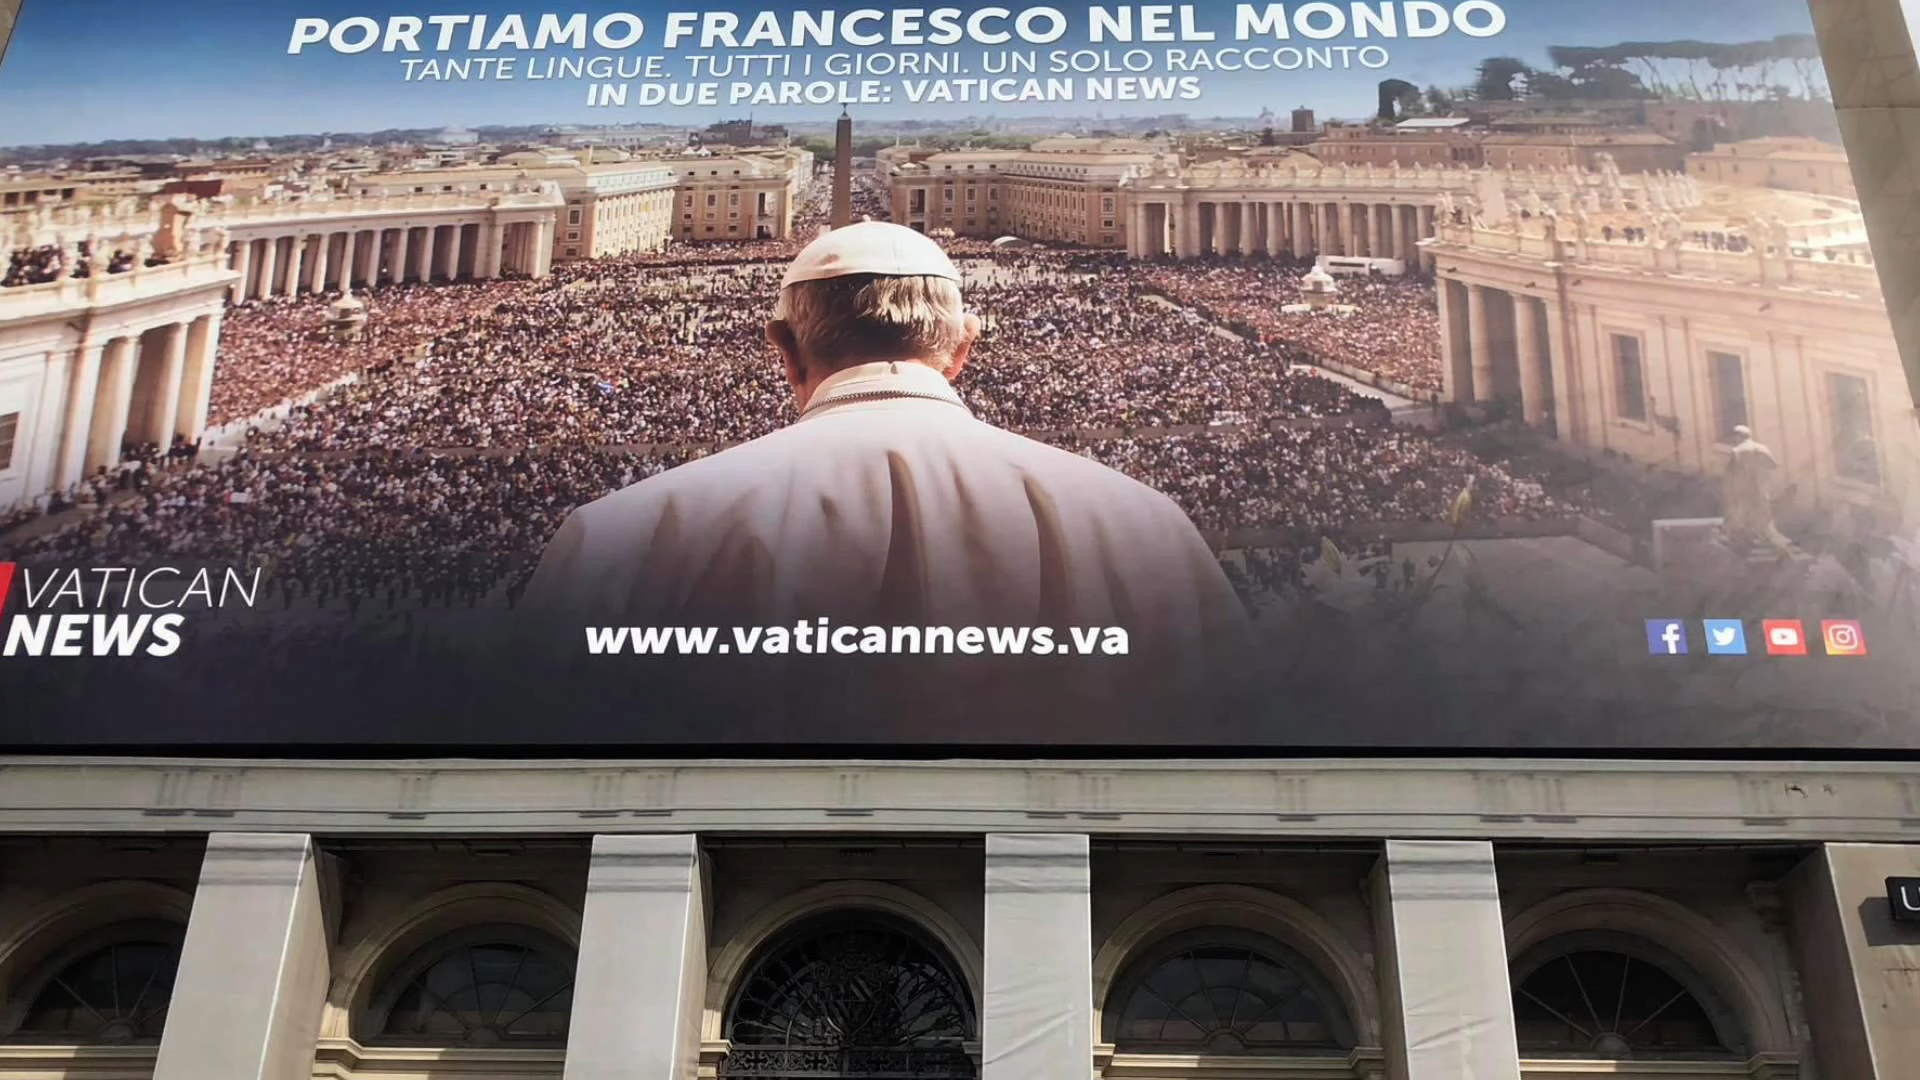 PORTIAMO FRANCESCO NEL MONDO
TANTE LINGUE. TUTTI I GIORNI. UN SOLO RACCONTO
IN DUE PAROLE: VATICAN NEWS
VATICAN
NEWS
www.vaticannews.va